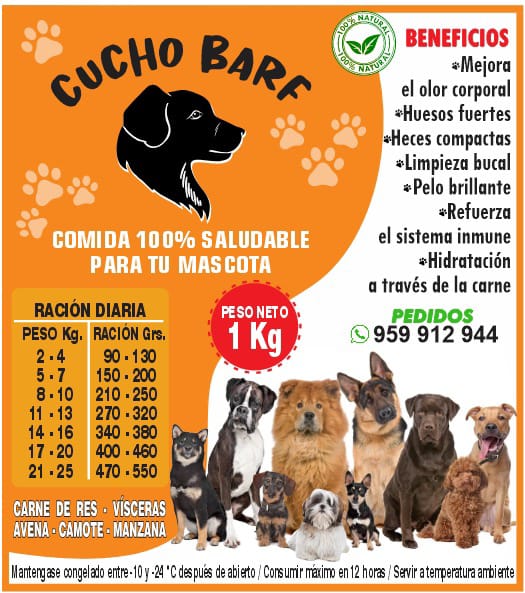 CuCHO BARF
COMIDA 100% SALUDABLE
PARA TU MASCOTA
100% NATURAL
100% NATURAL
BENEFICIOS
Mejora
el olor corporal
Huesos fuertes
Heces compactas
Limpieza bucal
Pelo brillante
Refuerza
el sistema inmune
Hidratación
a través de la carne
PEDIDOS
959 912 944
PESO NETO
1 Kg
RACIÓN DIARIA
PESO Kg. RACIÓN Grs.
2 - 4 90 - 130
5 - 7 150 - 200
8 - 10 210 - 250
11 - 13 270 - 320
14 - 16 340 - 380
17 - 20 400 - 460
21 - 25 470 - 550
CARNE DE RES - VÍSCERAS
AVENA - CAMOTE - MANZANA
Mantengase congelado entre -10 y -24 °C después de abierto / Consumir máximo en 12 horas / Servir a temperatura ambiente